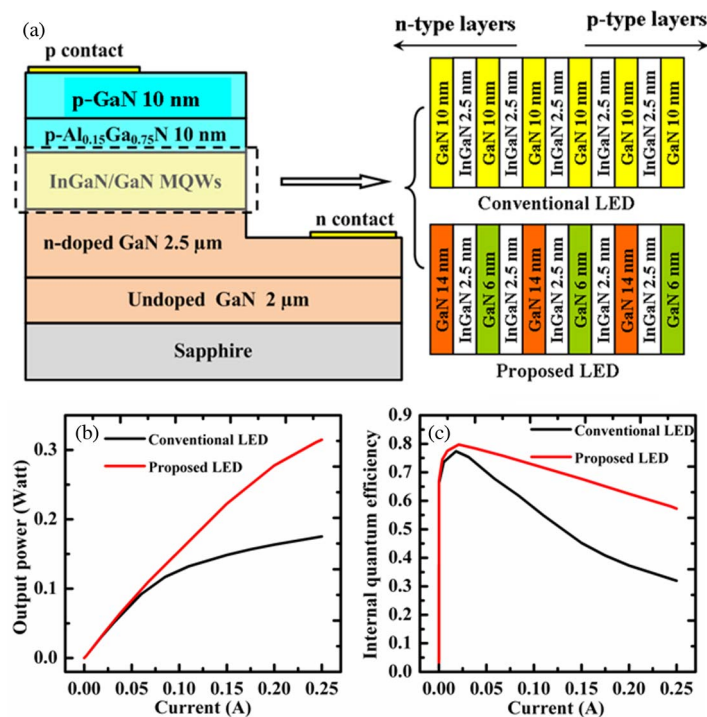 (a)
p contact
p-GaN 10 nm
p-Al0.15Ga0.75N 10 nm
InGaN/GaN MQWs
n contact
n-doped GaN 2.5 µm
Undoped GaN 2 µm
Sapphire
n-type layers
p-type layers
GaN 10 nm
InGaN 2.5 nm
GaN 10 nm
InGaN 2.5 nm
GaN 10 nm
InGaN 2.5 nm
GaN 10 nm
InGaN 2.5 nm
GaN 10 nm
InGaN 2.5 nm
GaN 10 nm
Conventional LED
GaN 14 nm
InGaN 2.5 nm
GaN 6 nm
InGaN 2.5 nm
GaN 14 nm
InGaN 2.5 nm
GaN 6 nm
InGaN 2.5 nm
GaN 14 nm
InGaN 2.5 nm
GaN 6 nm
Proposed LED
(b)
Conventional LED
Proposed LED
Output power (Watt)
0.3
0.2
0.1
0.0
0.00 0.05 0.10 0.15 0.20 0.25
Current (A)
(c)
Conventional LED
Proposed LED
Internal quantum efficiency
0.9
0.8
0.7
0.6
0.5
0.4
0.3
0.2
0.1
0.0
0.00 0.05 0.10 0.15 0.20 0.25
Current (A)